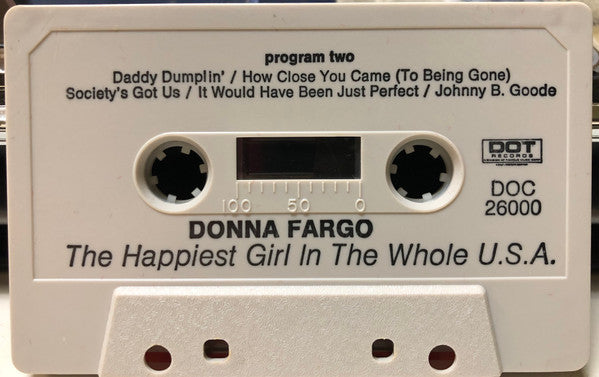 program two
Daddy Dumplin' / How Close You Came (To Being Gone)
Society's Got Us / It Would Have Been Just Perfect / Johnny B. Goode
DOT
RECORDS
100 50 0
DOC
26000
DONNA FARGO
The Happiest Girl In The Whole U.S.A.